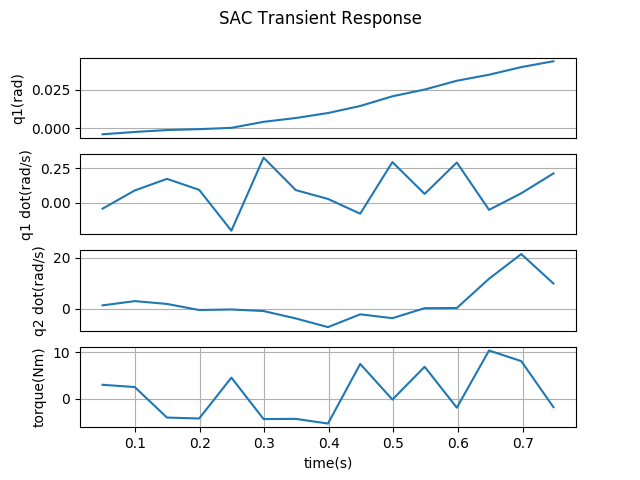 SAC Transient Response
q1(rad)
0.025
0.000
q1 dot(rad/s)
0.25
0.00
q2 dot(rad/s)
20
0
torque(Nm)
10
0
0.1 0.2 0.3 0.4 0.5 0.6 0.7
time(s)